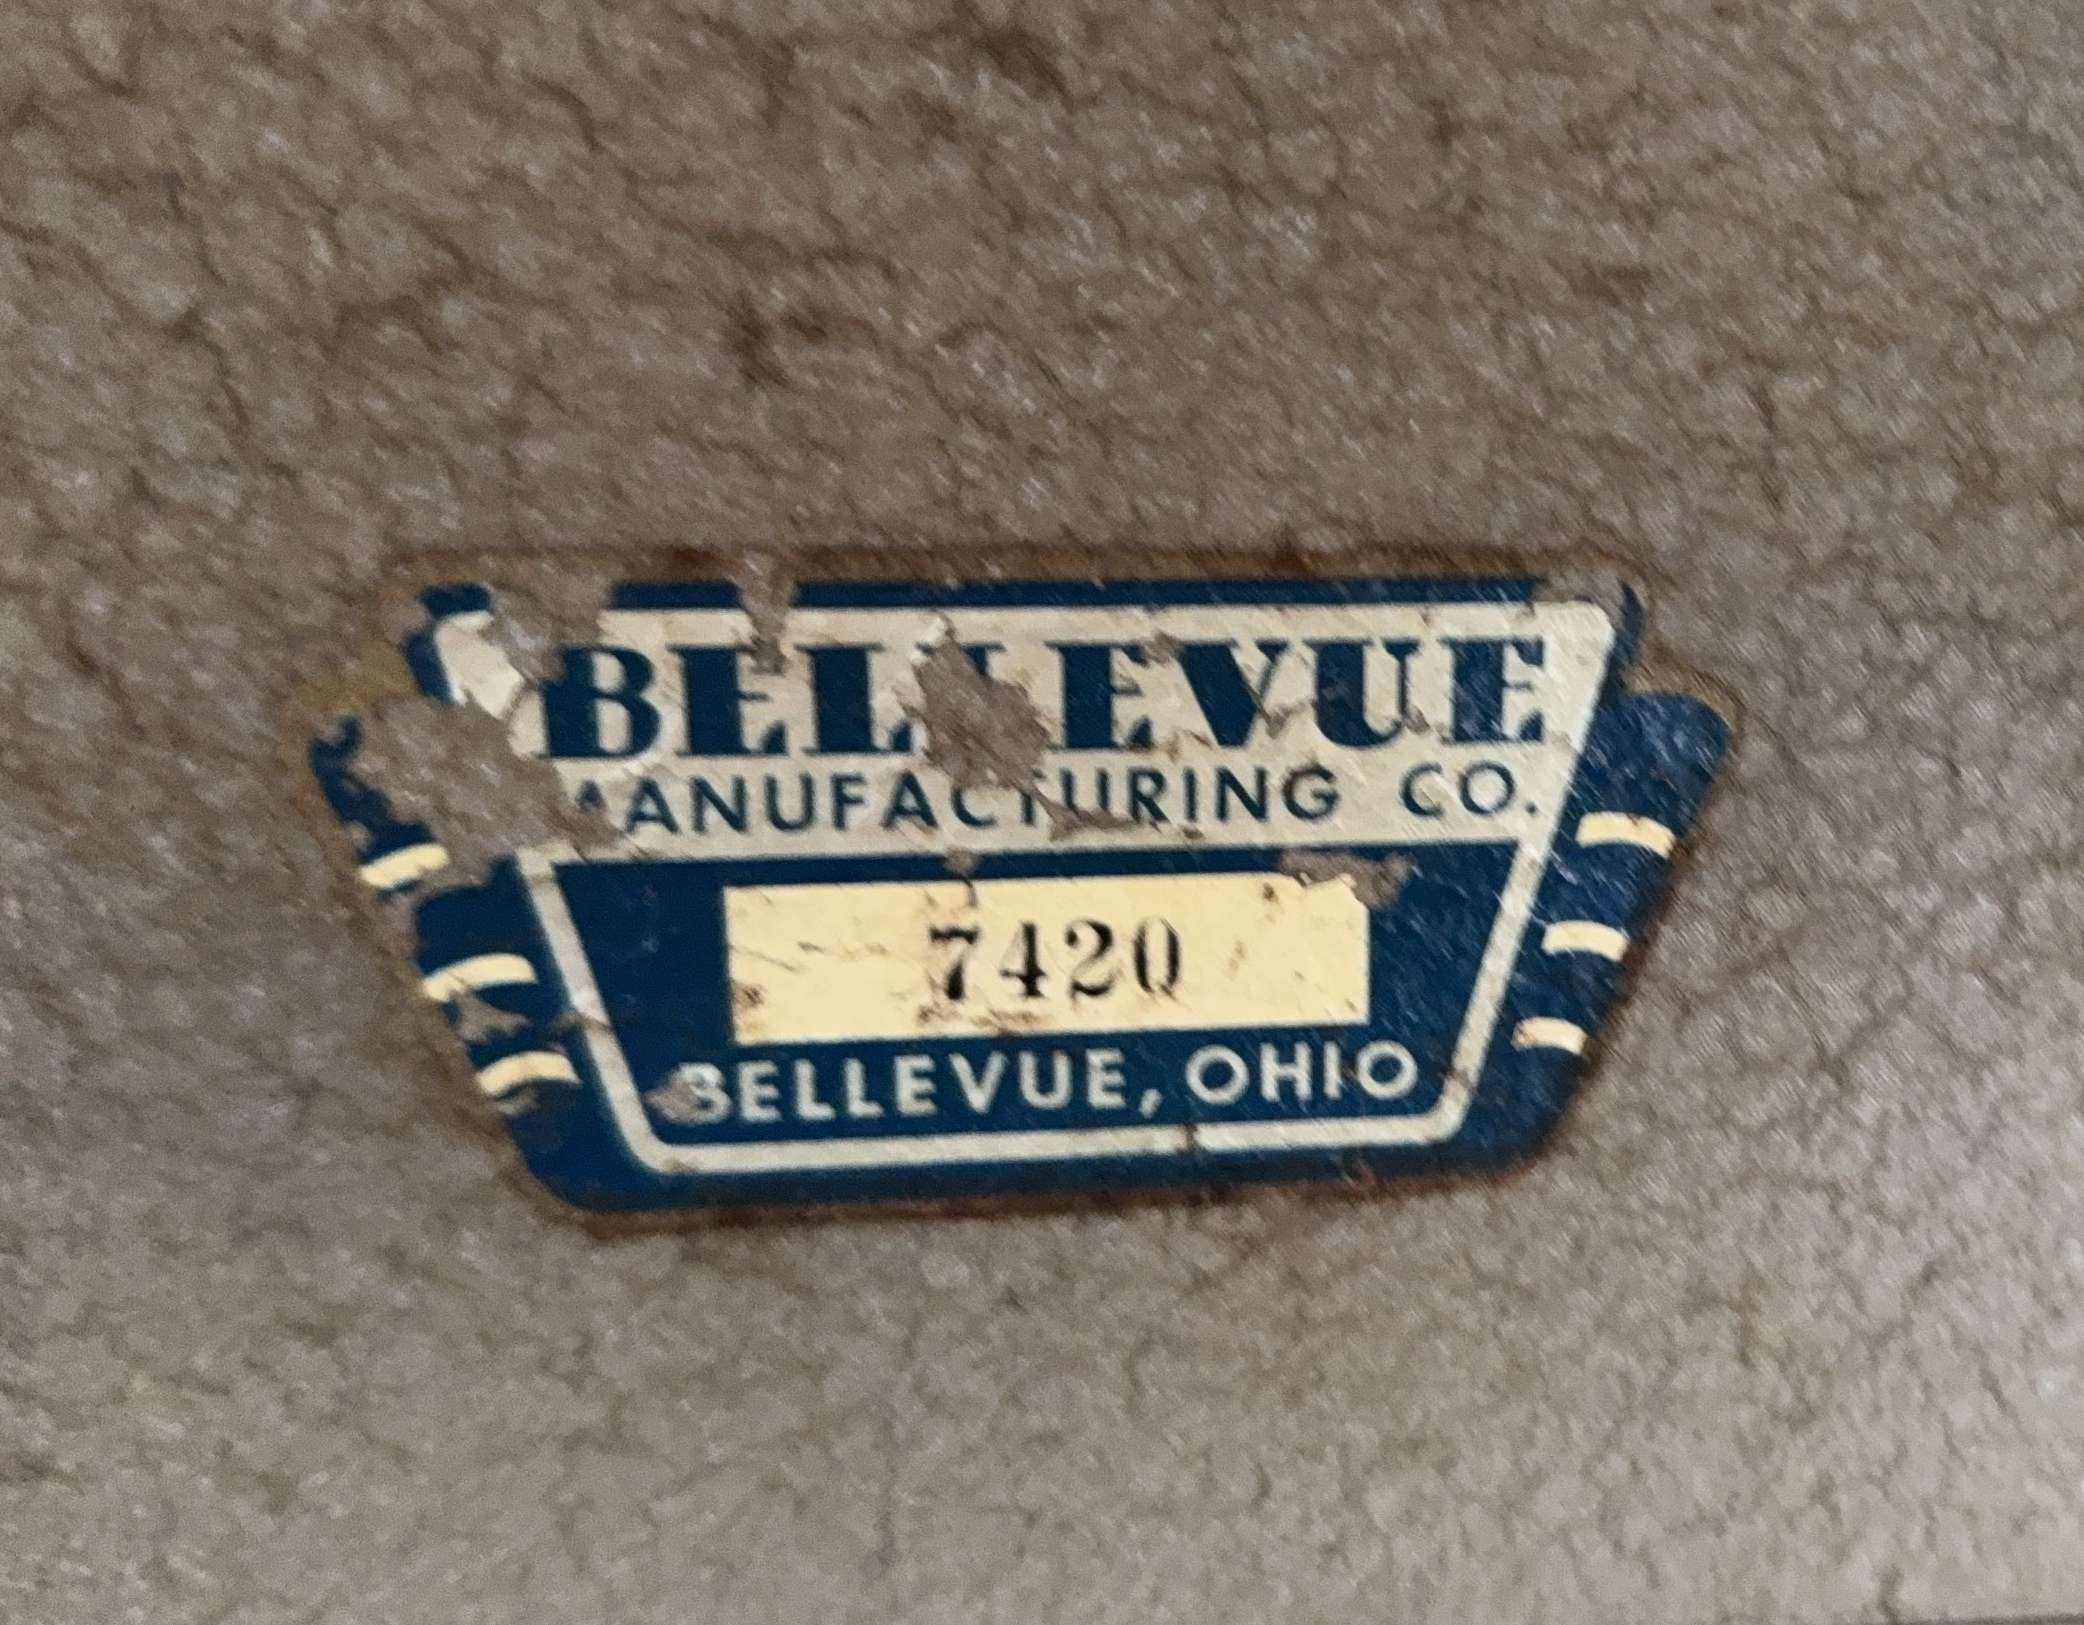 BELLEVUE
MANUFACTURING CO.
7420
BELLEVUE, OHIO